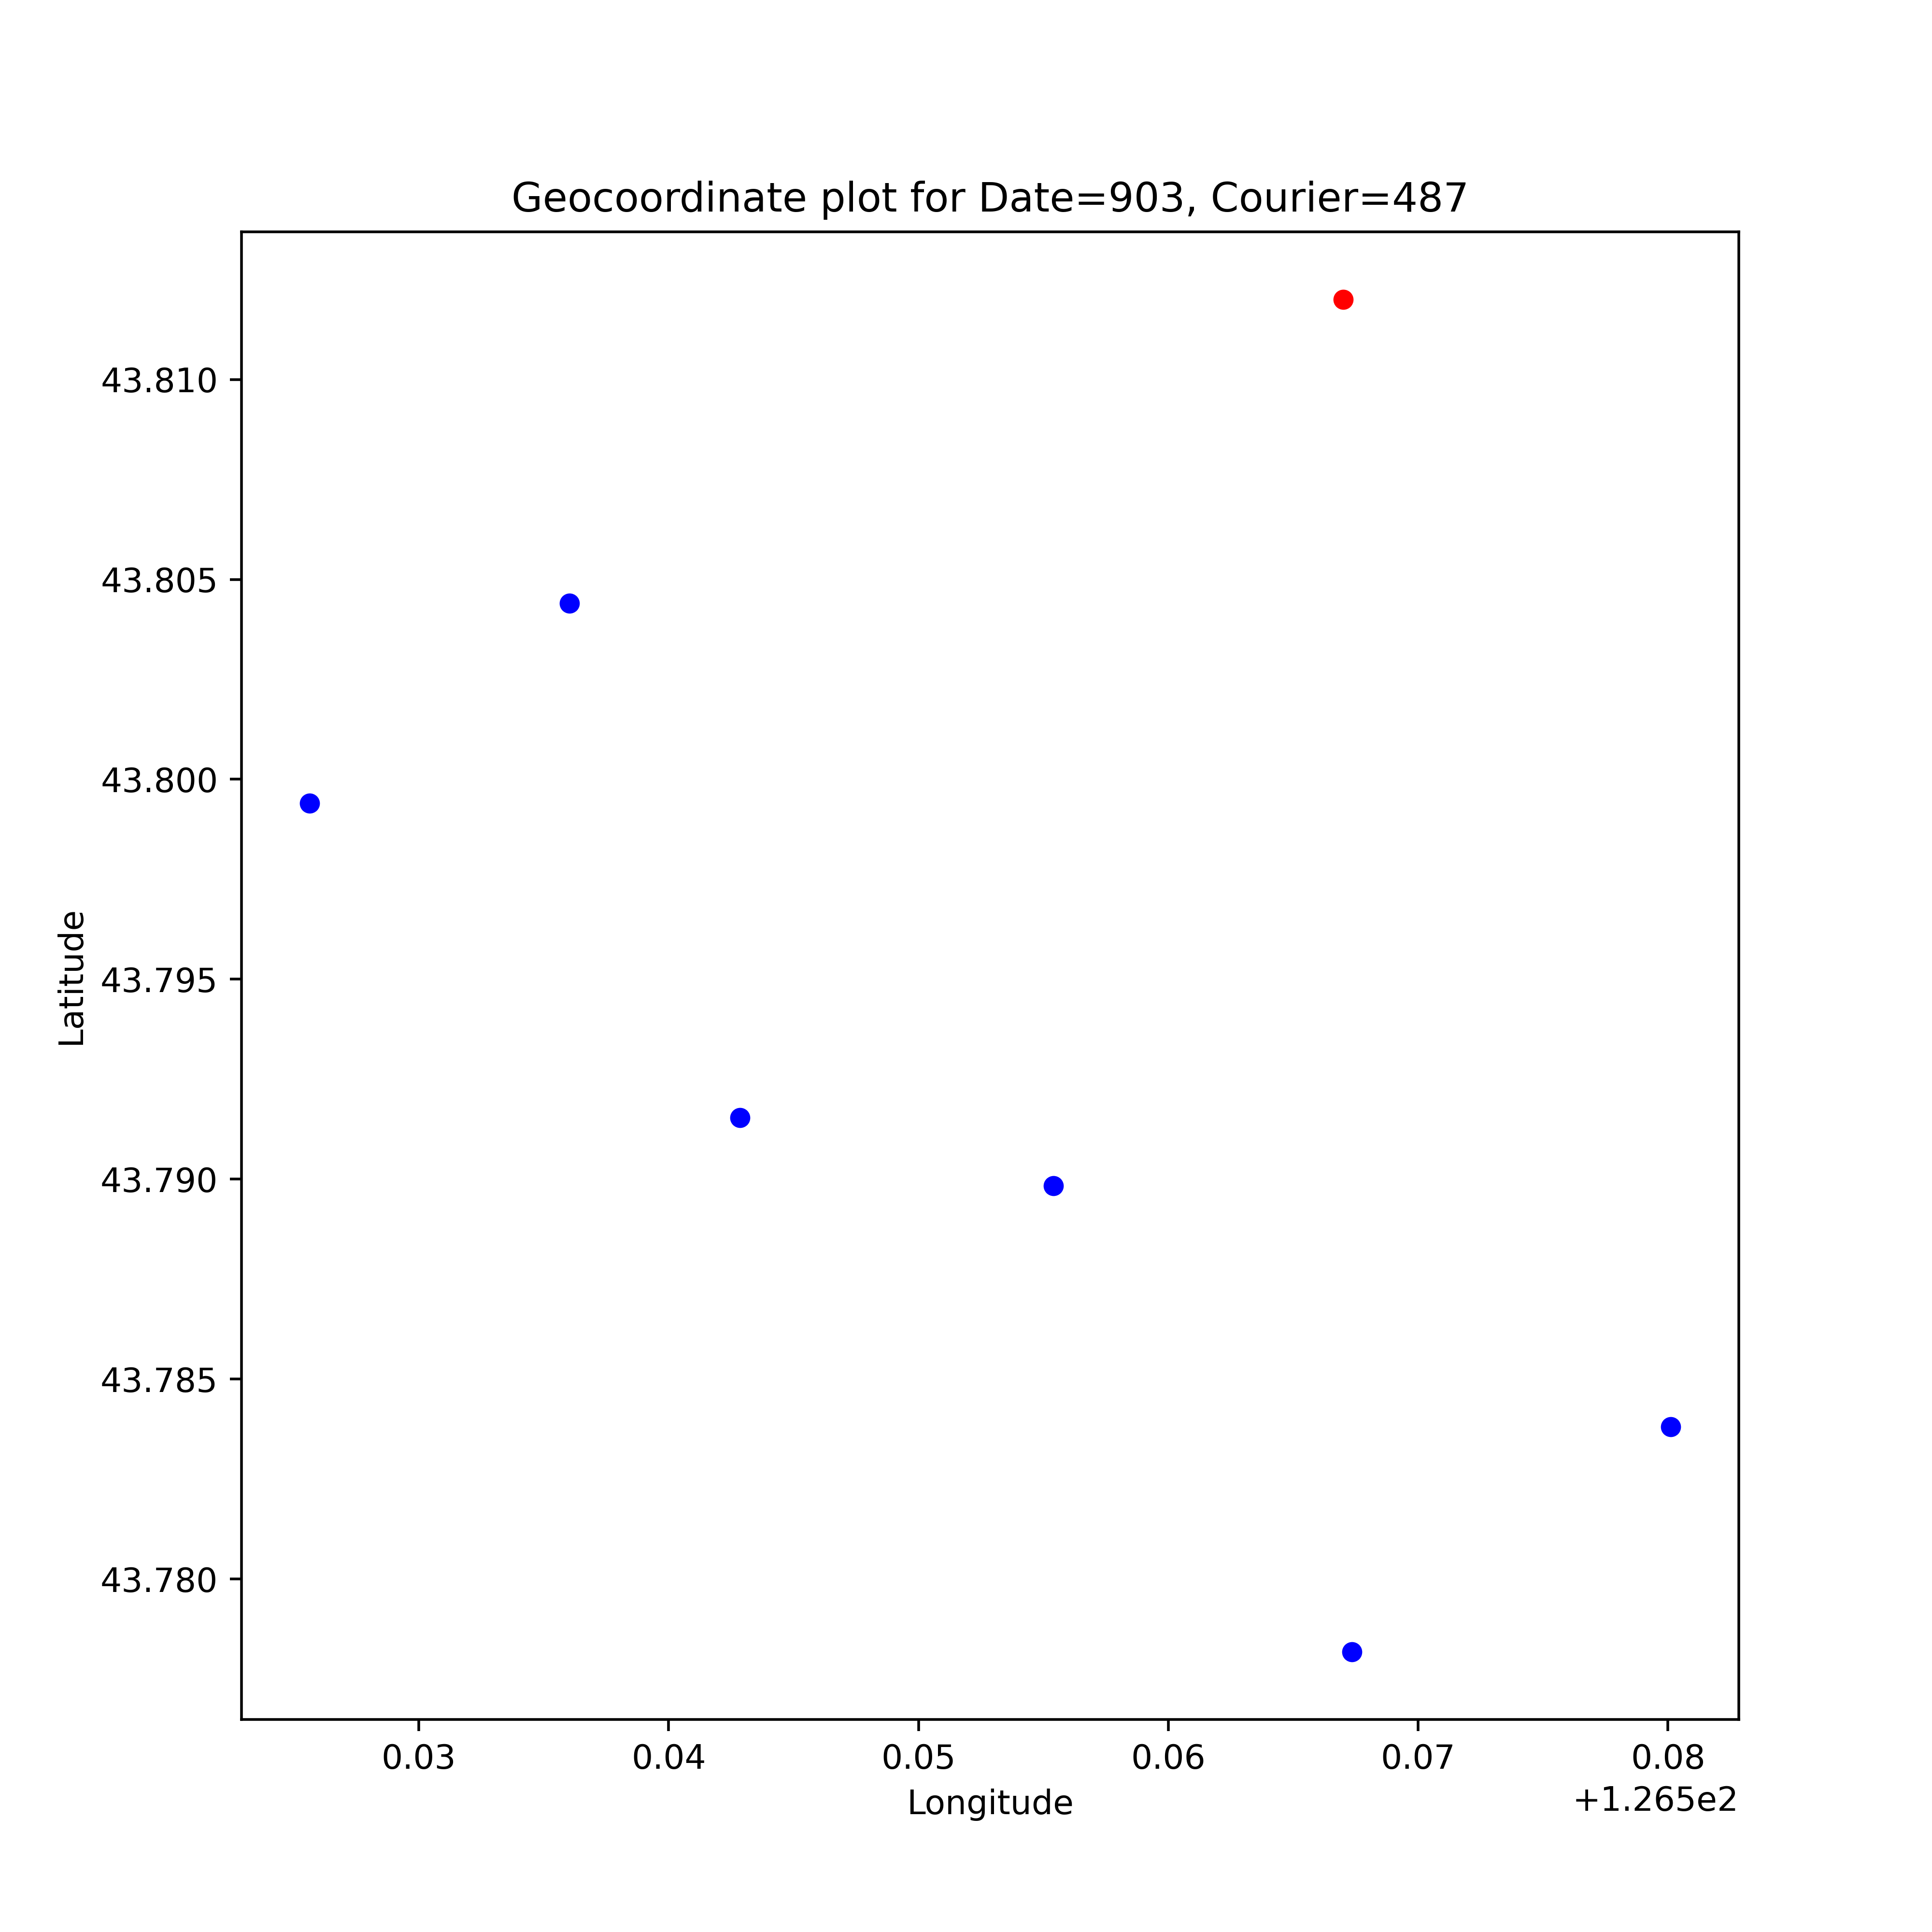 Geocoordinate plot for Date=903, Courier=487
43.810
43.805
43.800
43.795
43.790
43.785
43.780
Latitude
0.03 0.04 0.05 0.06 0.07 0.08
+1.265e2
Longitude